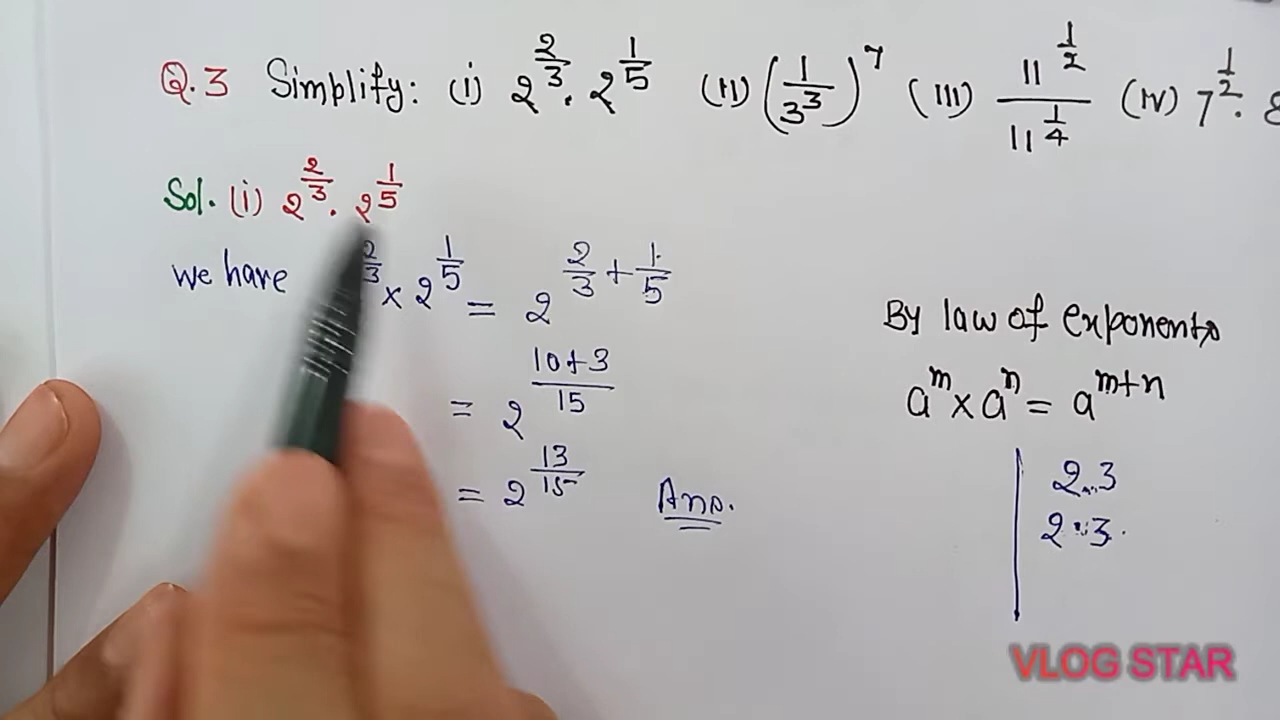 Q.3 Simplify: (i) 2^(2/3) . 2^(1/5) (II) (1/3^3)^7 (III) 11^(1/2) / 11^(1/4) (IV) 7^(1/2) .
Sol. (i) 2^(2/3) . 2^(1/5)
we have 2/3 × 2^(1/5) = 2^(2/3 + 1/5)
By law of exponents
= 2^((10+3)/15)
a^m × a^n = a^(m+n)
= 2^(13/15) Ans.
2 . 3
2 . 3
VLOG STAR